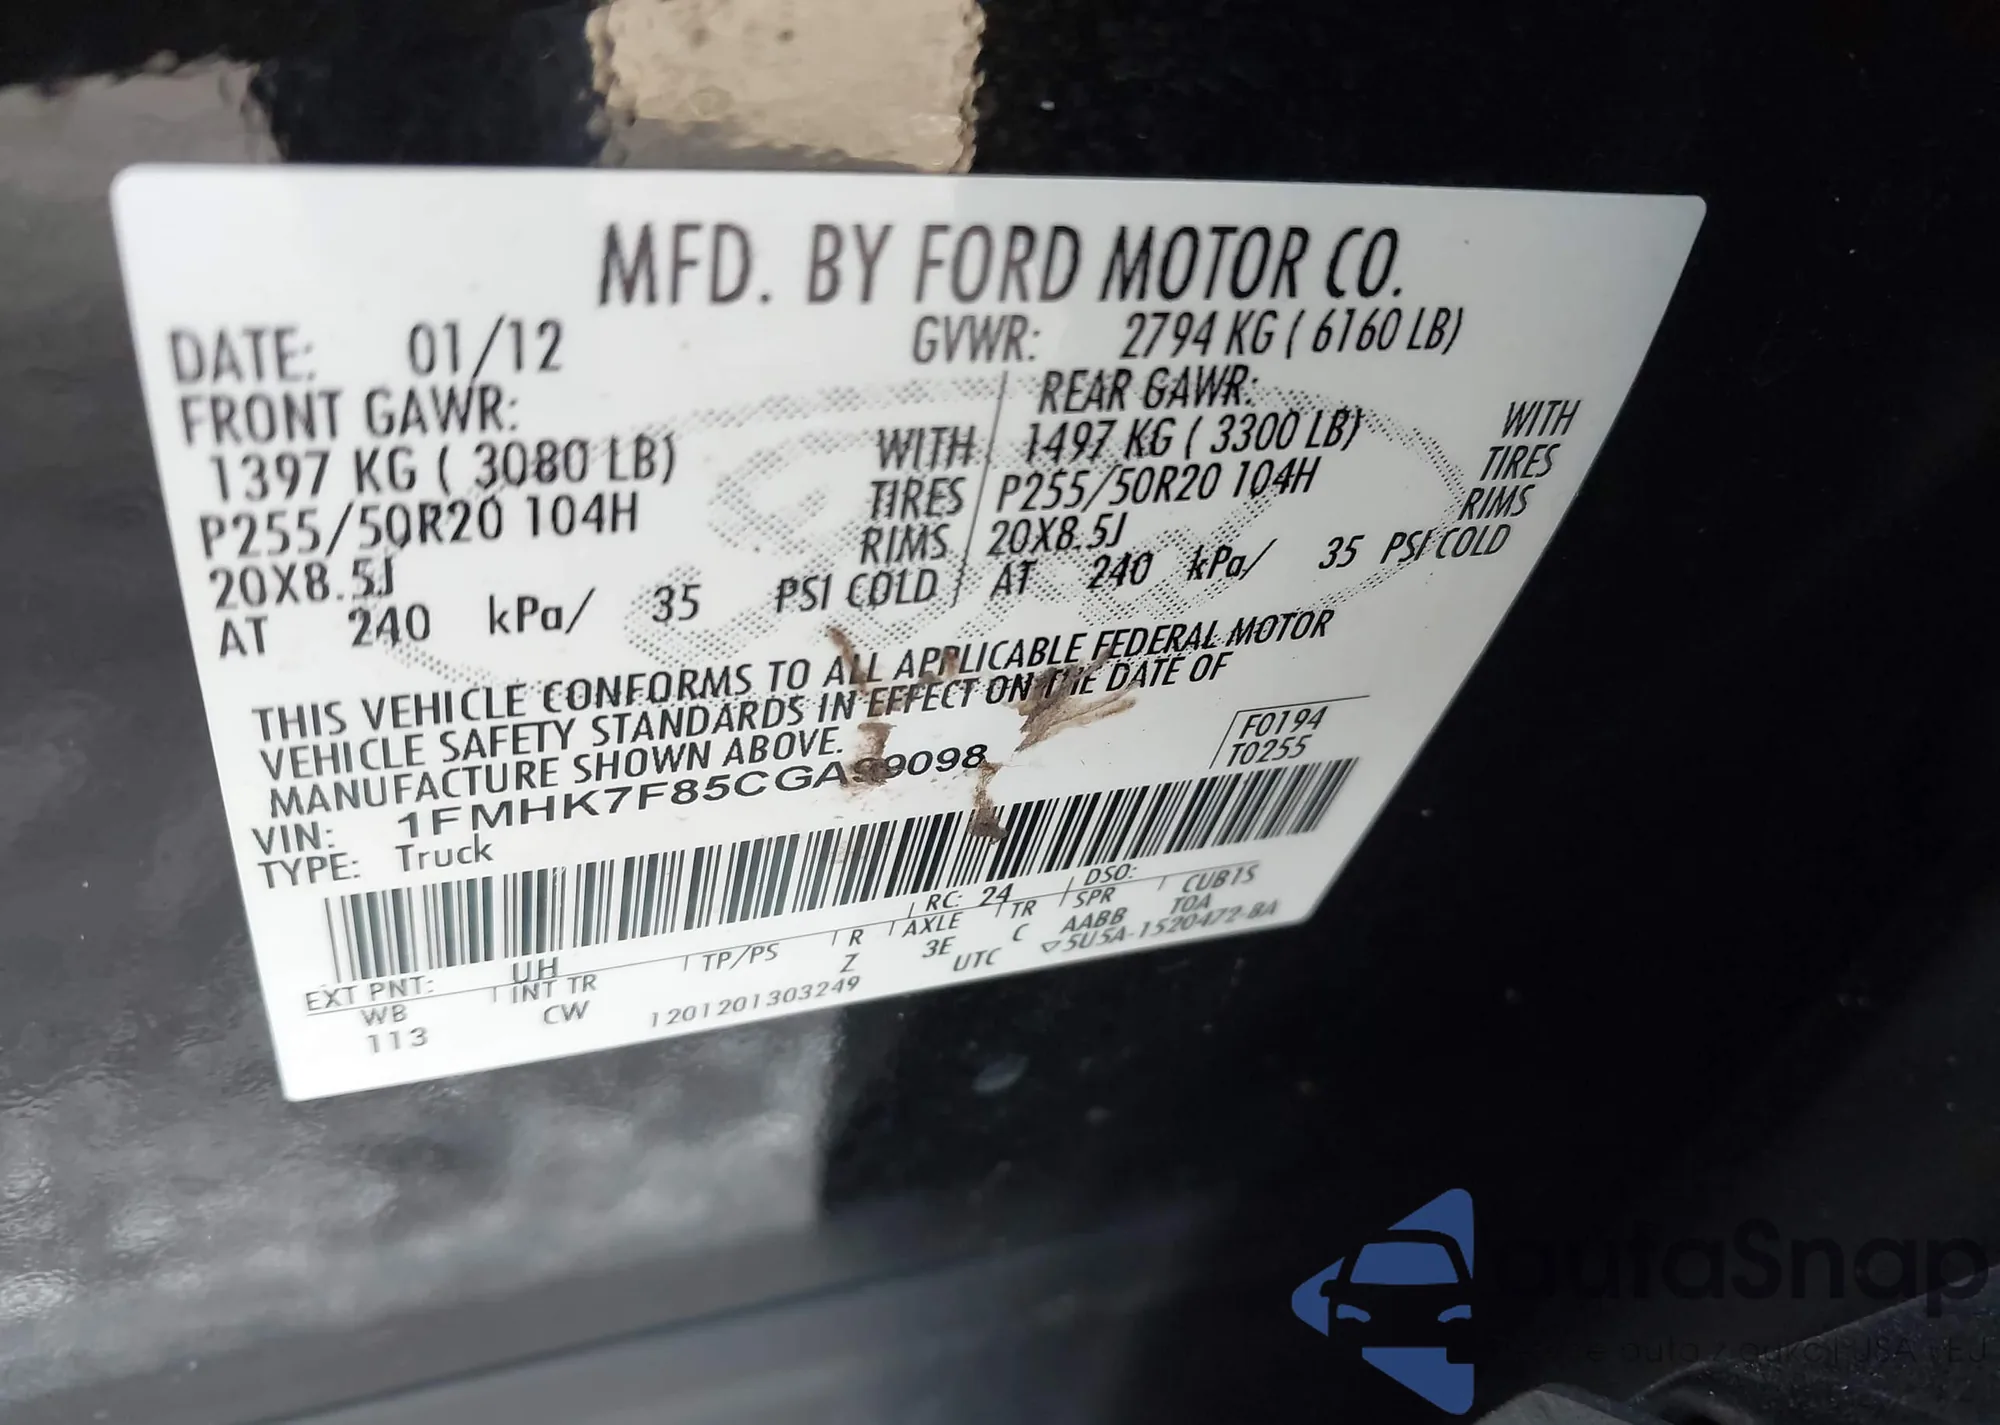 MFD. BY FORD MOTOR CO.
DATE: 01/12 GVWR: 2794 KG ( 6160 LB)
FRONT GAWR: REAR GAWR:
1397 KG ( 3080 LB) WITH 1497 KG ( 3300 LB) WITH
P255/50R20 104H TIRES P255/50R20 104H TIRES
20X8.5J RIMS 20X8.5J RIMS
AT 240 kPa/ 35 PSI COLD AT 240 kPa/ 35 PSI COLD
THIS VEHICLE CONFORMS TO ALL APPLICABLE FEDERAL MOTOR
VEHICLE SAFETY STANDARDS IN EFFECT ON THE DATE OF
MANUFACTURE SHOWN ABOVE.
F0194
T0255
VIN: 1FMHK7F85CGA99098
TYPE: Truck
EXT PNT: UH RC: 24 DSO:
WB INT TR TP/PS R AXLE TR SPR CUB1S
113 CW Z 3E C AABB TOA
1201201303249 UTC ▽5U5A-1520472-BA
autaSnap